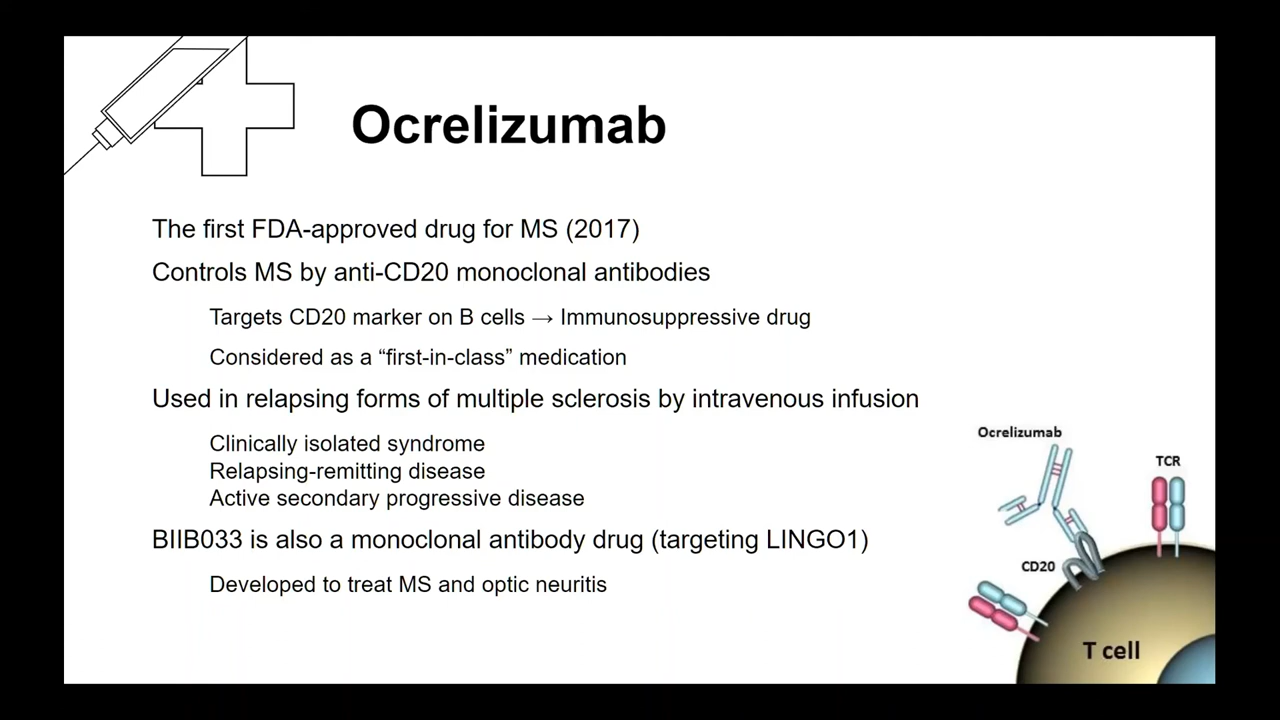 Ocrelizumab
The first FDA-approved drug for MS (2017)
Controls MS by anti-CD20 monoclonal antibodies
Targets CD20 marker on B cells → Immunosuppressive drug
Considered as a “first-in-class” medication
Used in relapsing forms of multiple sclerosis by intravenous infusion
Clinically isolated syndrome
Relapsing-remitting disease
Active secondary progressive disease
BIIB033 is also a monoclonal antibody drug (targeting LINGO1)
Developed to treat MS and optic neuritis
Ocrelizumab
TCR
CD20
T cell